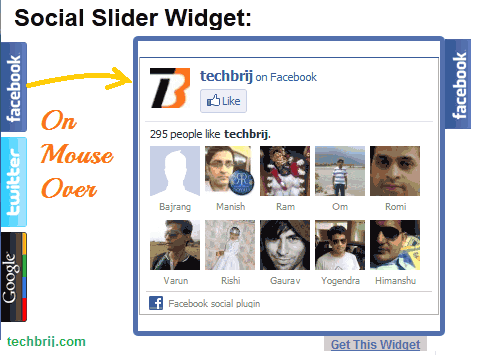 Social Slider Widget:
facebook
twitter
Google
On
Mouse
Over
techbrij on Facebook
Like
295 people like techbrij.
Bajrang Manish Ram Om Romi
Varun Rishi Gaurav Yogendra Himanshu
Facebook social plugin
facebook
Get This Widget
techbrij.com